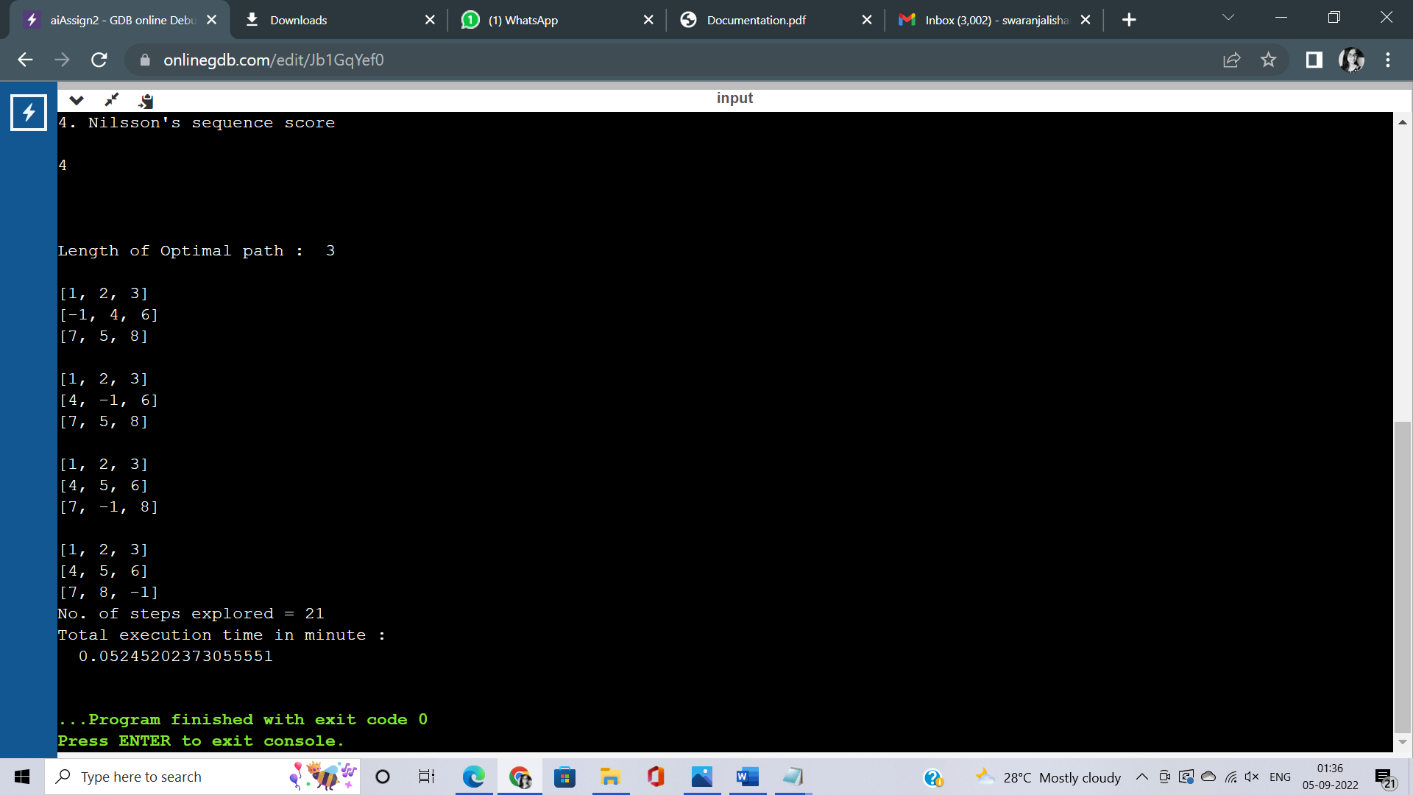 aiAssign2 - GDB online Debu
Downloads
(1) WhatsApp
Documentation.pdf
Inbox (3,002) - swaranjalisha
onlinegdb.com/edit/Jb1GqYef0
input
4. Nilsson's sequence score
4
Length of Optimal path :  3
[1, 2, 3]
[-1, 4, 6]
[7, 5, 8]
[1, 2, 3]
[4, -1, 6]
[7, 5, 8]
[1, 2, 3]
[4, 5, 6]
[7, -1, 8]
[1, 2, 3]
[4, 5, 6]
[7, 8, -1]
No. of steps explored = 21
Total execution time in minute :
0.05245202373055551
...Program finished with exit code 0
Press ENTER to exit console.
Type here to search
28°C Mostly cloudy
ENG
01:36
05-09-2022
21